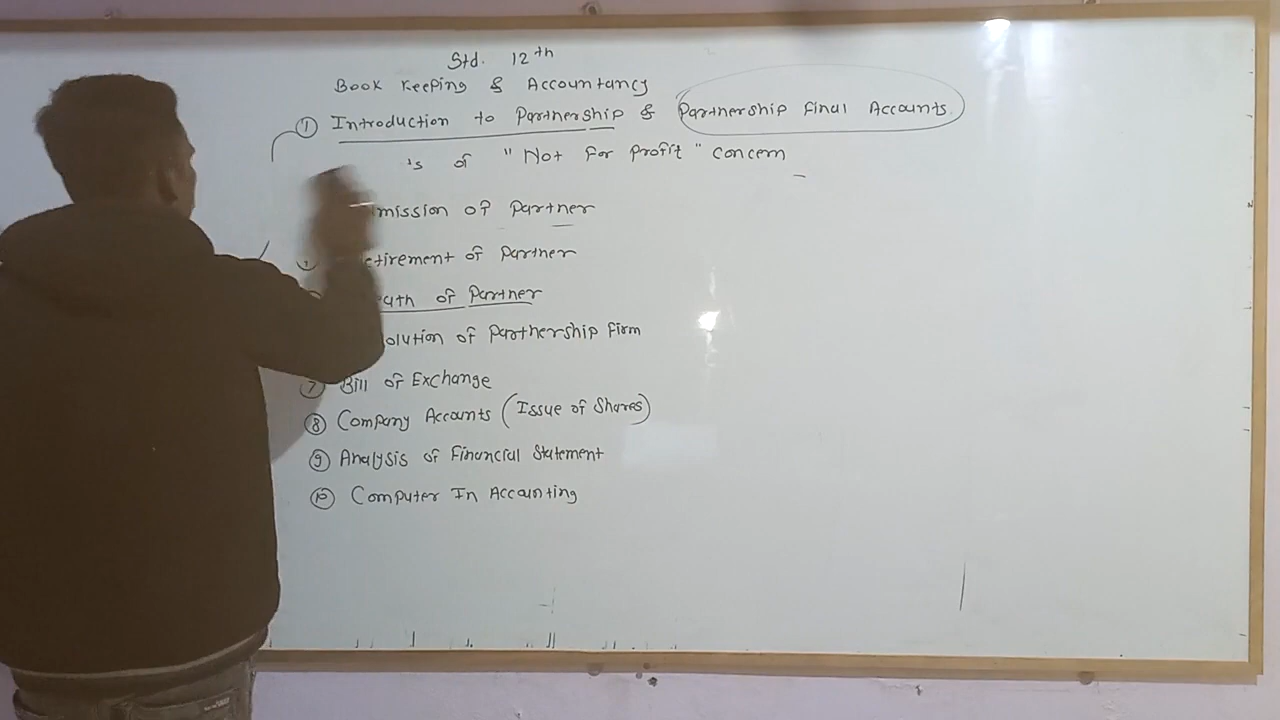 Std. 12th
Book Keeping & Accountancy
① Introduction to Partnership & Partnership Final Accounts
's of "Not For Profit" Concern
mission of Partner
etirement of Partner
ath of Partner
olution of Partnership Firm
⑦ Bill of Exchange
⑧ Company Accounts (Issue of Shares)
⑨ Analysis of Financial Statement
⑩ Computer In Accounting